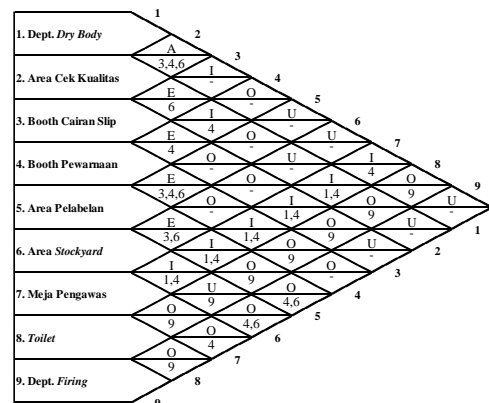 1
1. Dept. Dry Body 2
A
3
3,4,6 I
2. Area Cek Kualitas - 4
E O
5
6 -
I U
3. Booth Cairan Slip 6
4 -
E O U
7
4 - -
O U I
4. Booth Pewarnaan 8
- - 4
E O I O
9
3,4,6 - 1,4 9
O I O U
5. Area Pelabelan
- 1,4 9 -
E I O U
1
3,6 1,4 9 -
I O U
6. Area Stockyard 2
1,4 9 -
I O O
3
1,4 9 -
U O
7. Meja Pengawas 4
9 4,6
O O
5
9 4,6
O
8. Toilet 6
4
O
7
9
9. Dept. Firing 8
9